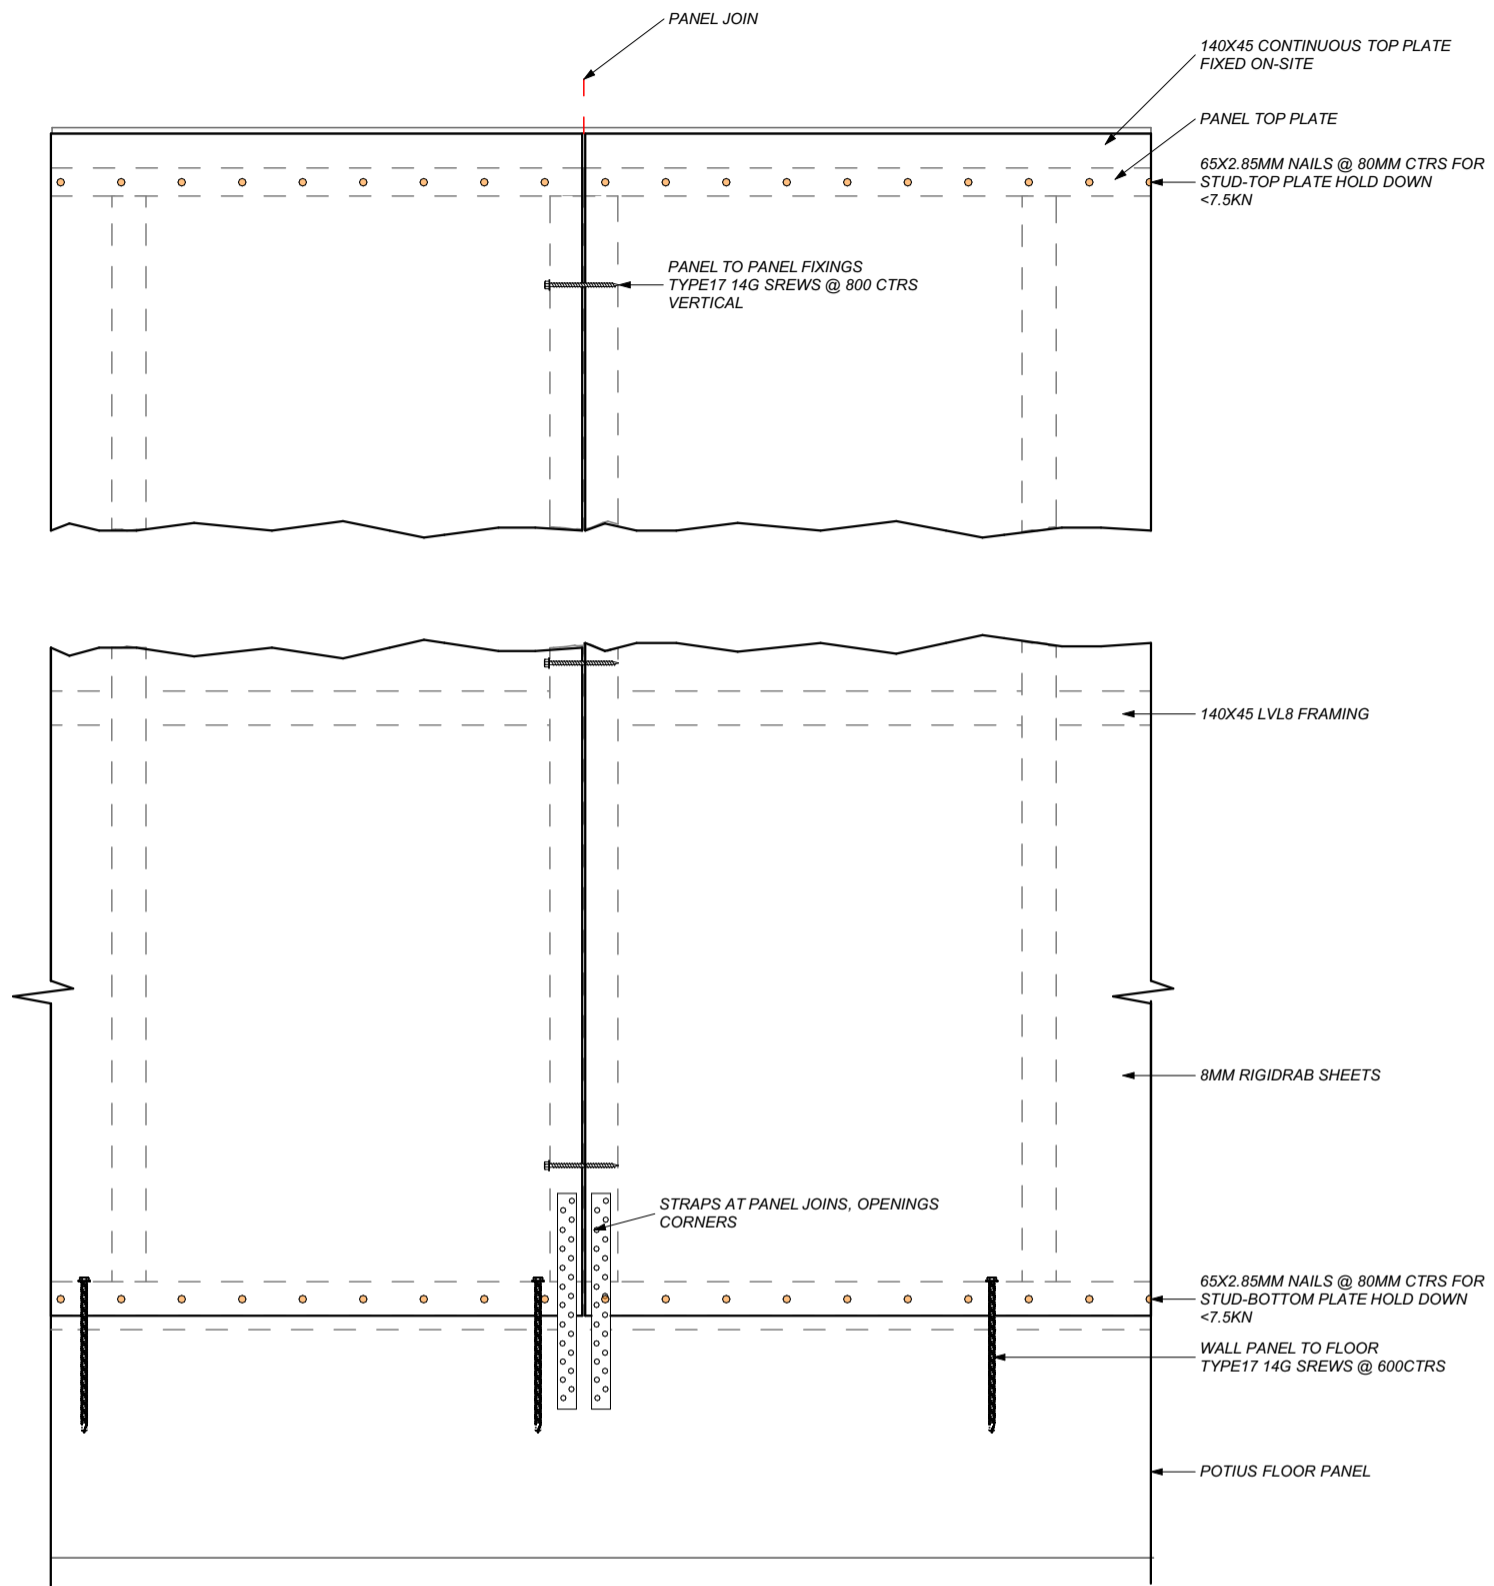 PANEL JOIN
140X45 CONTINUOUS TOP PLATE
FIXED ON-SITE
PANEL TOP PLATE
65X2.85MM NAILS @ 80MM CTRS FOR
STUD-TOP PLATE HOLD DOWN
<7.5KN
PANEL TO PANEL FIXINGS
TYPE17 14G SREWS @ 800 CTRS
VERTICAL
140X45 LVL8 FRAMING
8MM RIGIDRAB SHEETS
STRAPS AT PANEL JOINS, OPENINGS
CORNERS
65X2.85MM NAILS @ 80MM CTRS FOR
STUD-BOTTOM PLATE HOLD DOWN
<7.5KN
WALL PANEL TO FLOOR
TYPE17 14G SREWS @ 600CTRS
POTIUS FLOOR PANEL